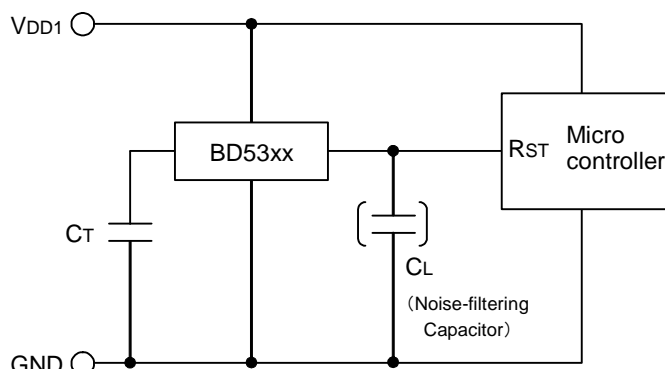 VDD1
BD53xx
RST
Micro
controller
CT
CL
（Noise-filtering
Capacitor）
GND